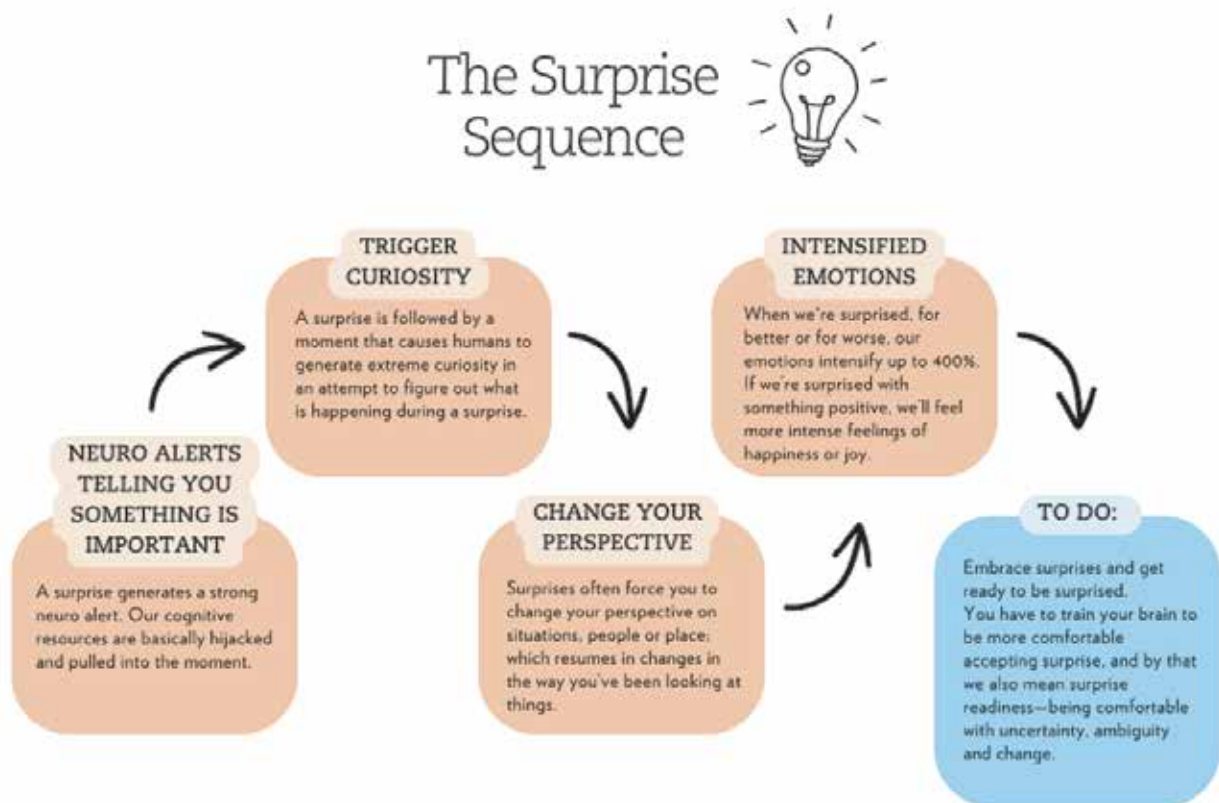 The Surprise
Sequence
NEURO ALERTS
TELLING YOU
SOMETHING IS
IMPORTANT
A surprise generates a strong
neuro alert. Our cognitive
resources are basically hijacked
and pulled into the moment.
TRIGGER
CURIOSITY
A surprise is followed by a
moment that causes humans to
generate extreme curiosity in
an attempt to figure out what
is happening during a surprise.
CHANGE YOUR
PERSPECTIVE
Surprises often force you to
change your perspective on
situations, people or place;
which resumes in changes in
the way you've been looking at
things.
INTENSIFIED
EMOTIONS
When we're surprised, for
better or for worse, our
emotions intensify up to 400%.
If we're surprised with
something positive, we'll feel
more intense feelings of
happiness or joy.
TO DO:
Embrace surprises and get
ready to be surprised.
You have to train your brain to
be more comfortable
accepting surprise, and by that
we also mean surprise
readiness—being comfortable
with uncertainty, ambiguity
and change.